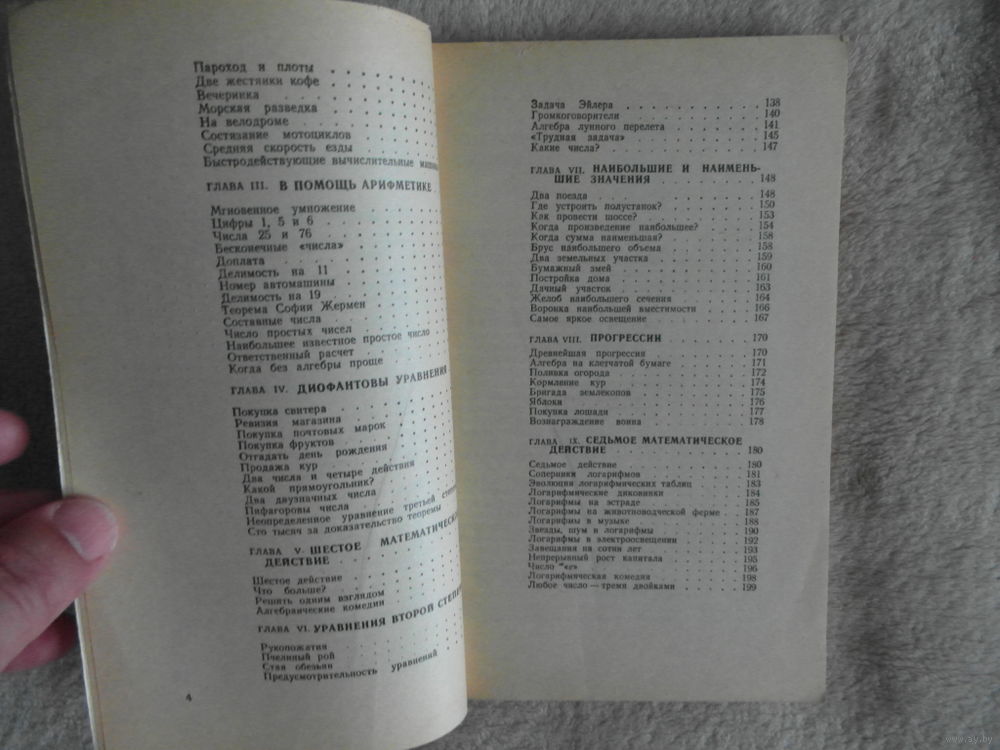 Пароход и плоты
Две жестянки кофе
Вечеринка
Морская разведка
На велодроме
Состязание мотоциклов
Средняя скорость езды
Быстродействующие вычислительные
ГЛАВА III. В ПОМОЩЬ АРИФМЕТИКЕ
Мгновенное умножение
Цифры 1, 5 и 6
Числа 25 и 76
Бесконечные «числа»
Доплата
Делимость на 11
Номер автомашины
Делимость на 19
Теорема Софии Жермен
Составные числа
Число простых чисел
Наибольшее известное простое число
Ответственный расчет
Когда без алгебры проще
ГЛАВА IV. ДИОФАНТОВЫ УРАВНЕНИЯ
Покупка свитера
Ревизия магазина
Покупка почтовых марок
Покупка фруктов
Отгадать день рождения
Продажа кур
Два числа и четыре действия
Какой прямоугольник?
Два двузначных числа
Пифагоровы числа
Неопределенное уравнение третьей
Сто тысяч за доказательство теоремы
ГЛАВА V. ШЕСТОЕ МАТЕМАТИЧЕСК
ДЕЙСТВИЕ
Шестое действие
Что больше?
Решить одним взглядом
Алгебраические комедии
ГЛАВА VI. УРАВНЕНИЯ ВТОРОЙ СТЕПЕ
Рукопожатия
Пчелиный рой
Стая обезьян
Предусмотрительность уравнений
4
Задача Эйлера 138
Громкоговорители 140
Алгебра лунного перелета 141
«Трудная задача» 145
Какие числа? 147
ГЛАВА VII. НАИБОЛЬШИЕ И НАИМЕНЬ-
ШИЕ ЗНАЧЕНИЯ 148
Два поезда 148
Где устроить полустанок? 150
Как провести шоссе? 153
Когда произведение наибольшее? 154
Когда сумма наименьшая? 158
Брус наибольшего объема 158
Два земельных участка 159
Бумажный змей 160
Постройка дома 161
Дачный участок 163
Желоб наибольшего сечения 164
Воронка наибольшей вместимости 166
Самое яркое освещение 167
ГЛАВА VIII. ПРОГРЕССИИ 170
Древнейшая прогрессия 170
Алгебра на клетчатой бумаге 171
Поливка огорода 172
Кормление кур 174
Бригада землекопов 175
Яблоки 176
Покупка лошади 177
Вознаграждение воина 178
ГЛАВА IX. СЕДЬМОЕ МАТЕМАТИЧЕСКОЕ
ДЕЙСТВИЕ 180
Седьмое действие 180
Соперники логарифмов 181
Эволюция логарифмических таблиц 183
Логарифмические диковинки 184
Логарифмы на эстраде 185
Логарифмы на животноводческой ферме 187
Логарифмы в музыке 188
Звезды, шум и логарифмы 190
Логарифмы в электроосвещении 192
Завещания на сотни лет 193
Непрерывный рост капитала 195
Число «е» 196
Логарифмическая комедия 198
Любое число — тремя двойками 199
www.ay.by